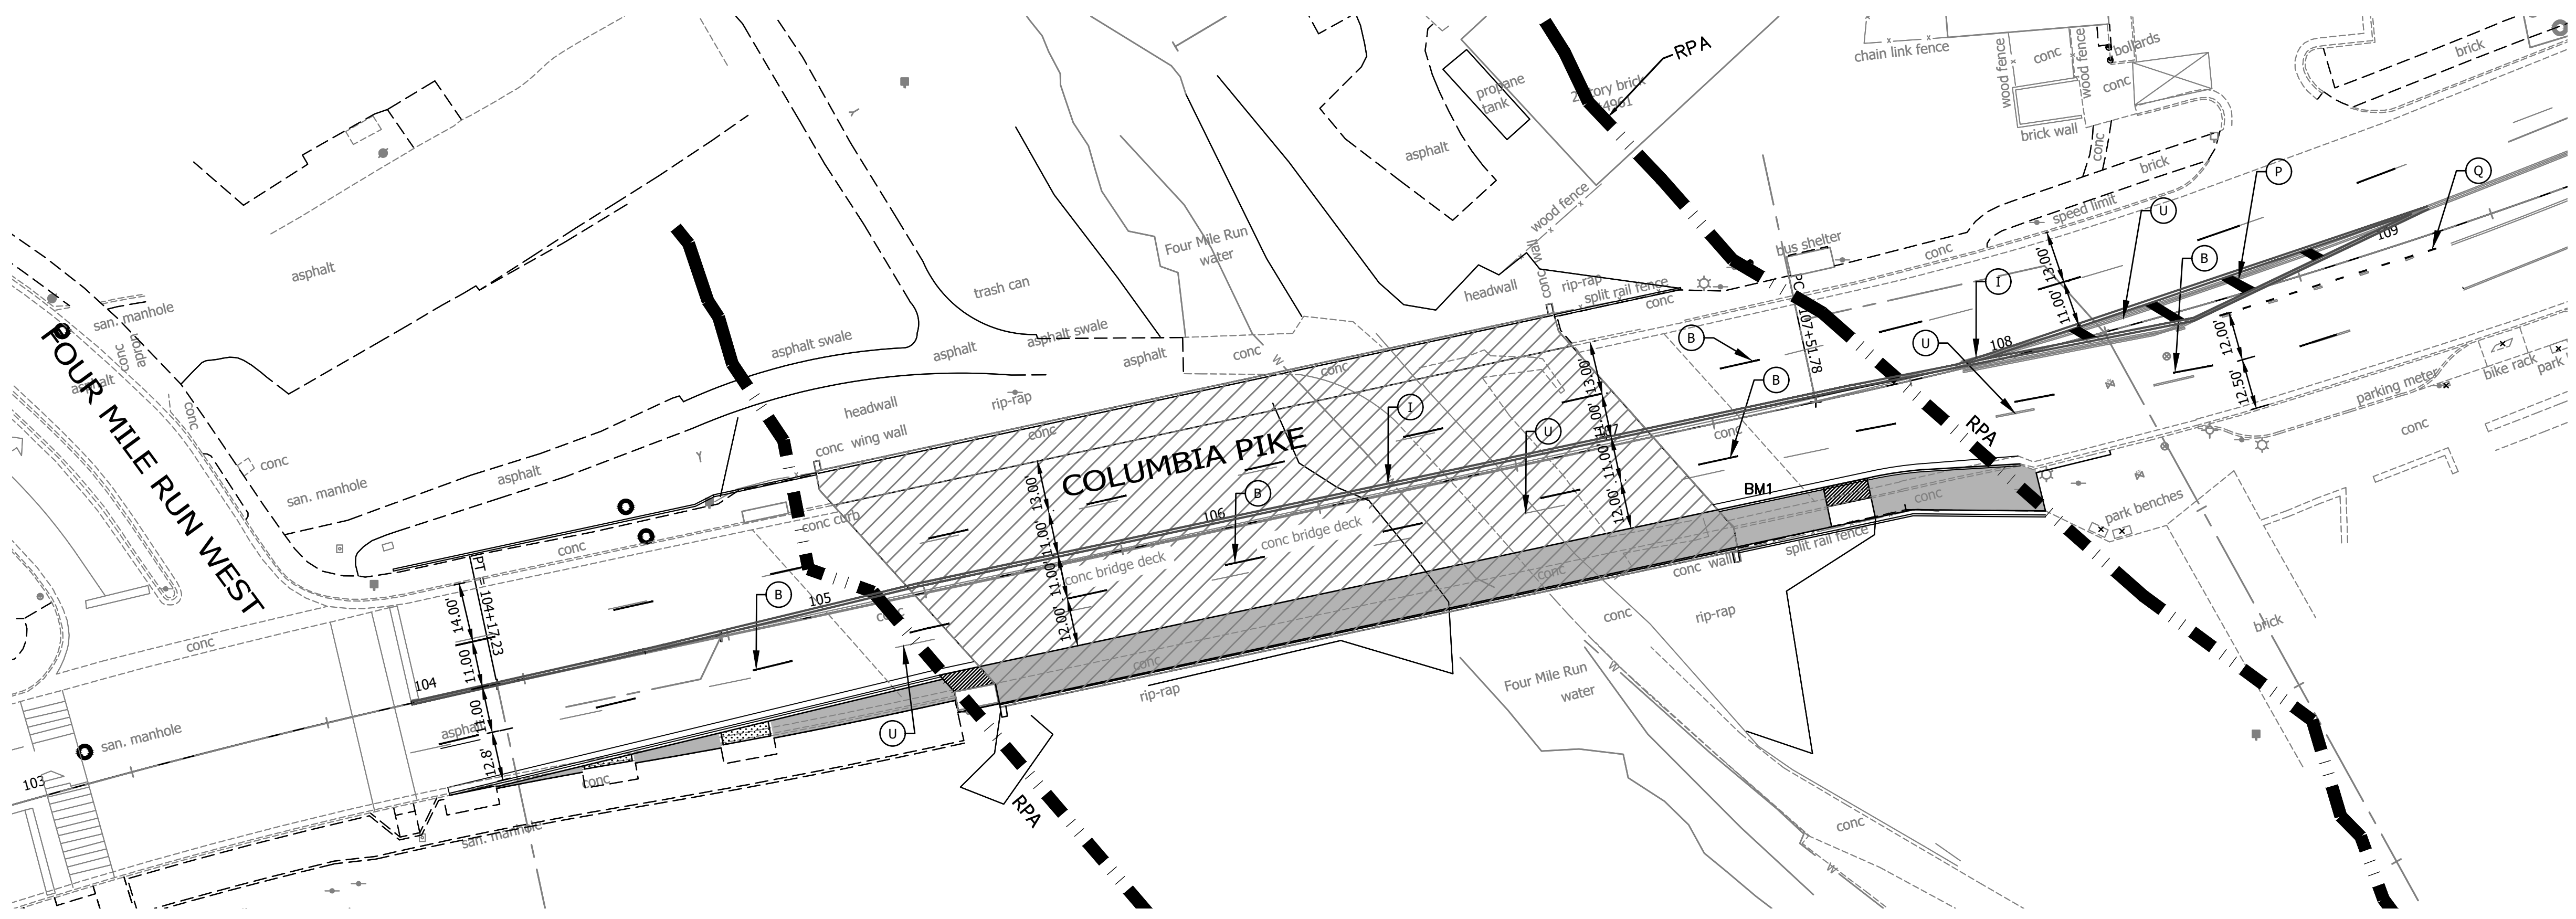 RPA
chain link fence
wood fence
conc
wood fence
bollards
conc
brick
propane
tank
asphalt
brick wall
conc
brick
wood fence
speed limit
P
Q
U
B
109
asphalt
san. manhole
conc
apron
asphalt
FOUR MILE RUN WEST
Four Mile Run
water
trash can
asphalt swale
asphalt
asphalt swale
asphalt
conc
headwall
conc wall
rip-rap
split rail fence
conc
bus shelter
conc
PC
107+51.78
I
13.00'
11.00'
108
U
12.00'
12.50'
parking meter
bike rack
park
conc
headwall
conc wing wall
rip-rap
conc
conc
COLUMBIA PIKE
I
U
13.00'
11.00'
107
11.00'
12.00'
B
B
conc
RPA
BM1
conc
park benches
brick
conc
conc
san. manhole
asphalt
conc curb
conc
PT
104+17.23
14.00'
11.00'
11.00'
12.8'
104
asphalt
105
B
conc
13.00'
11.00'
11.00'
12.00'
106
B
conc bridge deck
conc bridge deck
conc
conc
conc wall
split rail fence
conc
rip-rap
conc
san. manhole
103
U
conc
san. manhole
RPA
rip-rap
Four Mile Run
water
W
W
W
conc